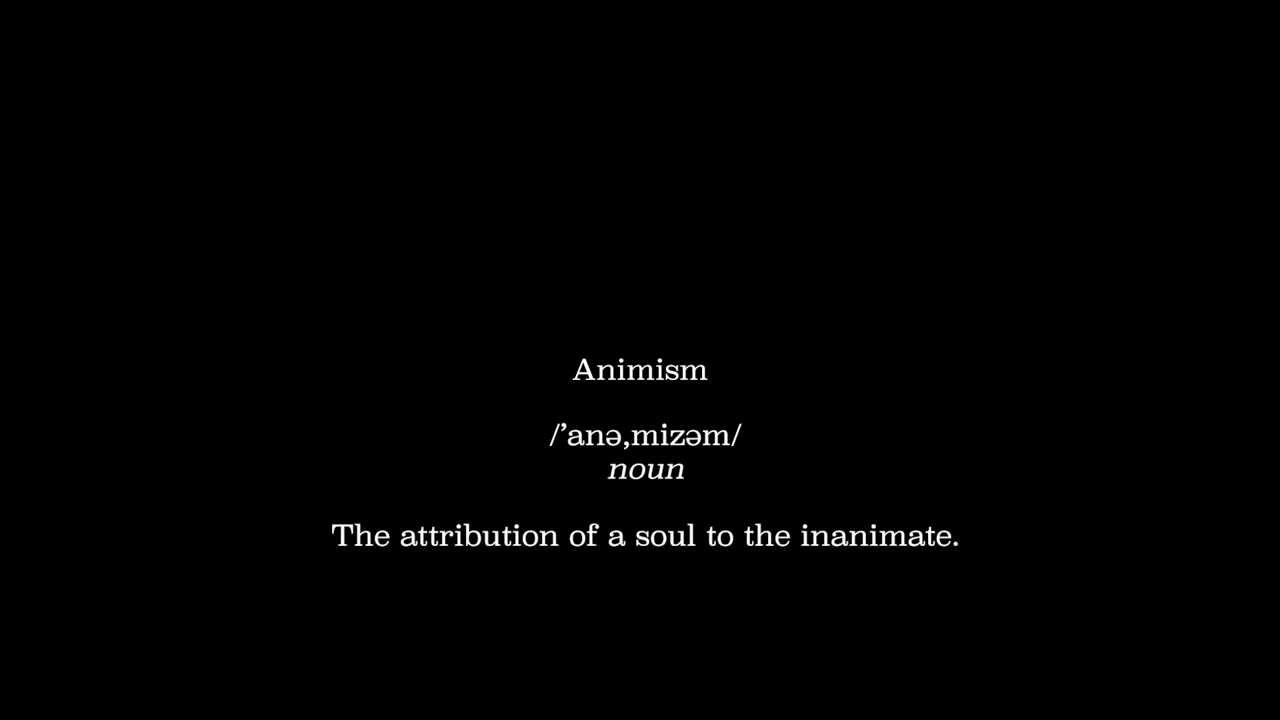 Animism
/’anə,mizəm/
noun
The attribution of a soul to the inanimate.